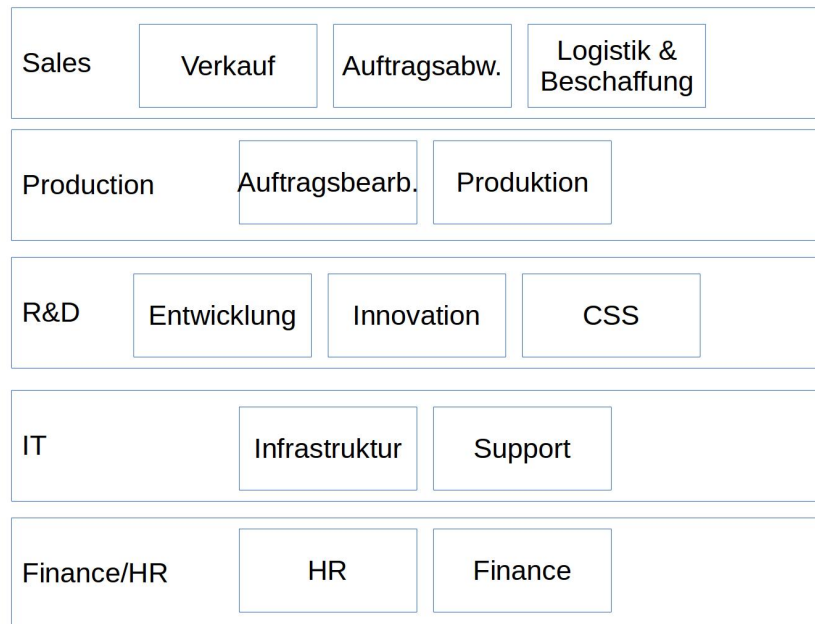 Sales
Verkauf
Auftragsabw.
Logistik &
Beschaffung
Production
Auftragsbearb.
Produktion
R&D
Entwicklung
Innovation
CSS
IT
Infrastruktur
Support
Finance/HR
HR
Finance